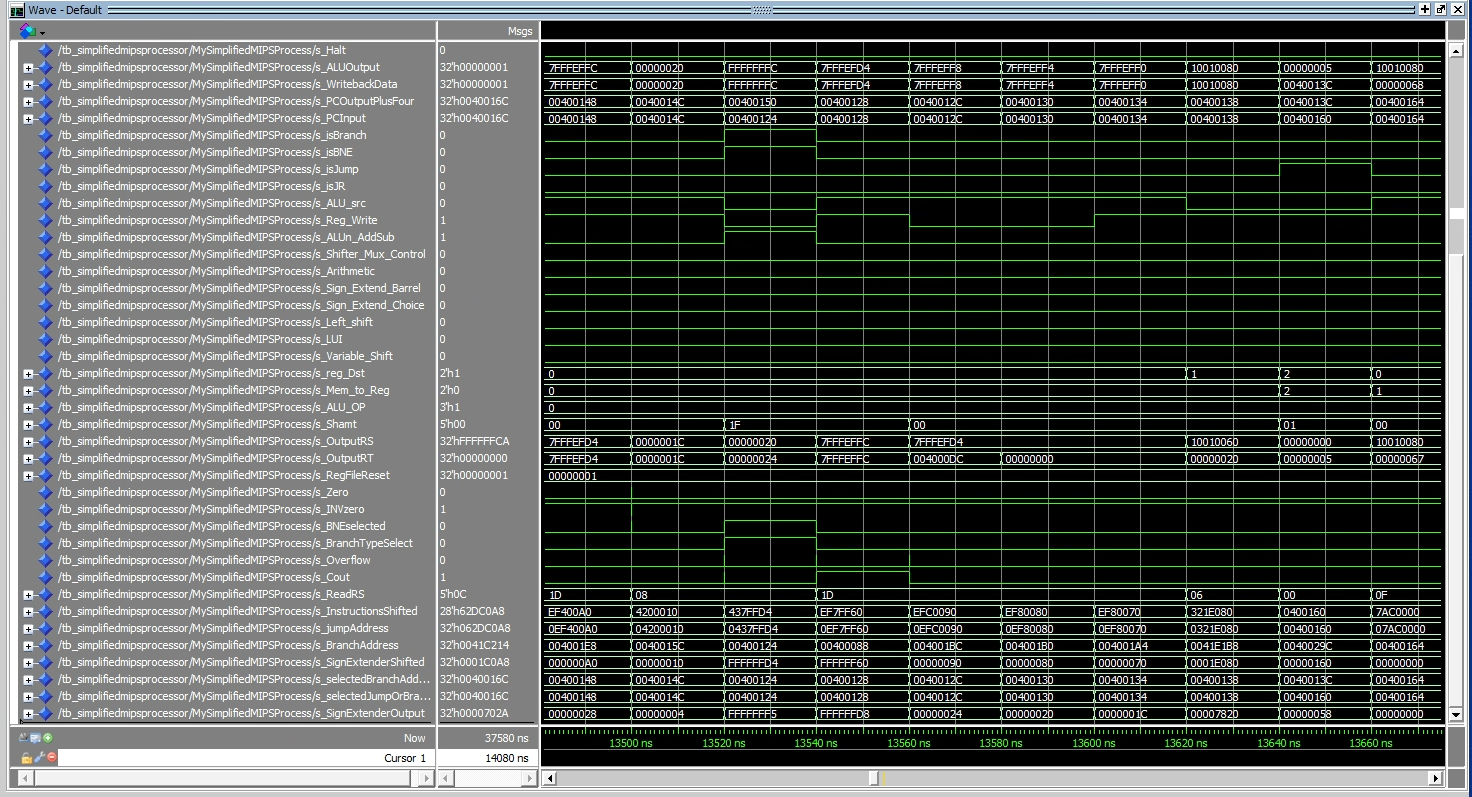 Wave - Default
Msgs
/tb_simplifiedmipsprocessor/MySimplifiedMIPSProcess/s_Halt 0
/tb_simplifiedmipsprocessor/MySimplifiedMIPSProcess/s_ALUOutput 32'h00000001 7FFFEFFC 00000020 FFFFFFFC 7FFFEFD4 7FFFEFF8 7FFFEFF4 7FFFEFF0 10010080 00000005 10010080
/tb_simplifiedmipsprocessor/MySimplifiedMIPSProcess/s_WritebackData 32'h00000001 7FFFEFFC 00000020 FFFFFFFC 7FFFEFD4 7FFFEFF8 7FFFEFF4 7FFFEFF0 10010080 0040013C 00000068
/tb_simplifiedmipsprocessor/MySimplifiedMIPSProcess/s_PCOutputPlusFour 32'h0040016C 00400148 0040014C 00400150 00400128 0040012C 00400130 00400134 00400138 0040013C 00400164
/tb_simplifiedmipsprocessor/MySimplifiedMIPSProcess/s_PCInput 32'h0040016C 00400148 0040014C 00400124 00400128 0040012C 00400130 00400134 00400138 00400160 00400164
/tb_simplifiedmipsprocessor/MySimplifiedMIPSProcess/s_isBranch 0
/tb_simplifiedmipsprocessor/MySimplifiedMIPSProcess/s_isBNE 0
/tb_simplifiedmipsprocessor/MySimplifiedMIPSProcess/s_isJump 0
/tb_simplifiedmipsprocessor/MySimplifiedMIPSProcess/s_isJR 0
/tb_simplifiedmipsprocessor/MySimplifiedMIPSProcess/s_ALU_src 0
/tb_simplifiedmipsprocessor/MySimplifiedMIPSProcess/s_Reg_Write 1
/tb_simplifiedmipsprocessor/MySimplifiedMIPSProcess/s_ALUn_AddSub 1
/tb_simplifiedmipsprocessor/MySimplifiedMIPSProcess/s_Shifter_Mux_Control 0
/tb_simplifiedmipsprocessor/MySimplifiedMIPSProcess/s_Arithmetic 0
/tb_simplifiedmipsprocessor/MySimplifiedMIPSProcess/s_Sign_Extend_Barrel 0
/tb_simplifiedmipsprocessor/MySimplifiedMIPSProcess/s_Sign_Extend_Choice 0
/tb_simplifiedmipsprocessor/MySimplifiedMIPSProcess/s_Left_shift 0
/tb_simplifiedmipsprocessor/MySimplifiedMIPSProcess/s_LUI 0
/tb_simplifiedmipsprocessor/MySimplifiedMIPSProcess/s_Variable_Shift 0
/tb_simplifiedmipsprocessor/MySimplifiedMIPSProcess/s_reg_Dst 2'h1 0 1 2 0
/tb_simplifiedmipsprocessor/MySimplifiedMIPSProcess/s_Mem_to_Reg 2'h0 0 2 1
/tb_simplifiedmipsprocessor/MySimplifiedMIPSProcess/s_ALU_OP 3'h1 0
/tb_simplifiedmipsprocessor/MySimplifiedMIPSProcess/s_Shamt 5'h00 00 1F 00 01 00
/tb_simplifiedmipsprocessor/MySimplifiedMIPSProcess/s_OutputRS 32'hFFFFFFCA 7FFFEFD4 0000001C 00000020 7FFFEFFC 7FFFEFD4 10010060 00000000 10010080
/tb_simplifiedmipsprocessor/MySimplifiedMIPSProcess/s_OutputRT 32'h00000000 7FFFEFD4 0000001C 00000024 7FFFEFFC 004000DC 00000000 00000020 00000005 00000067
/tb_simplifiedmipsprocessor/MySimplifiedMIPSProcess/s_RegFileReset 32'h00000001 00000001
/tb_simplifiedmipsprocessor/MySimplifiedMIPSProcess/s_Zero 0
/tb_simplifiedmipsprocessor/MySimplifiedMIPSProcess/s_INVzero 1
/tb_simplifiedmipsprocessor/MySimplifiedMIPSProcess/s_BNEselected 0
/tb_simplifiedmipsprocessor/MySimplifiedMIPSProcess/s_BranchTypeSelect 0
/tb_simplifiedmipsprocessor/MySimplifiedMIPSProcess/s_Overflow 0
/tb_simplifiedmipsprocessor/MySimplifiedMIPSProcess/s_Cout 1
/tb_simplifiedmipsprocessor/MySimplifiedMIPSProcess/s_ReadRS 5'h0C 1D 08 1D 06 00 0F
/tb_simplifiedmipsprocessor/MySimplifiedMIPSProcess/s_InstructionsShifted 28'h62DC0A8 EF400A0 4200010 437FFD4 EF7FF60 EFC0090 EF80080 EF80070 321E080 0400160 7AC0000
/tb_simplifiedmipsprocessor/MySimplifiedMIPSProcess/s_jumpAddress 32'h062DC0A8 0EF400A0 04200010 0437FFD4 0EF7FF60 0EFC0090 0EF80080 0EF80070 0321E080 00400160 07AC0000
/tb_simplifiedmipsprocessor/MySimplifiedMIPSProcess/s_BranchAddress 32'h0041C214 004001E8 0040015C 00400124 00400088 004001BC 004001B0 004001A4 0041E1B8 0040029C 00400164
/tb_simplifiedmipsprocessor/MySimplifiedMIPSProcess/s_SignExtenderShifted 32'h0001C0A8 000000A0 00000010 FFFFFFD4 FFFFFF60 00000090 00000080 00000070 0001E080 00000160 00000000
/tb_simplifiedmipsprocessor/MySimplifiedMIPSProcess/s_selectedBranchAdd... 32'h0040016C 00400148 0040014C 00400124 00400128 0040012C 00400130 00400134 00400138 0040013C 00400164
/tb_simplifiedmipsprocessor/MySimplifiedMIPSProcess/s_selectedJumpOrBra... 32'h0040016C 00400148 0040014C 00400124 00400128 0040012C 00400130 00400134 00400138 00400160 00400164
/tb_simplifiedmipsprocessor/MySimplifiedMIPSProcess/s_SignExtenderOutput 32'h0000702A 00000028 00000004 FFFFFFF5 FFFFFFD8 00000024 00000020 0000001C 00007820 00000058 00000000
Now 37580 ns 13500 ns 13520 ns 13540 ns 13560 ns 13580 ns 13600 ns 13620 ns 13640 ns 13660 ns
Cursor 1 14080 ns